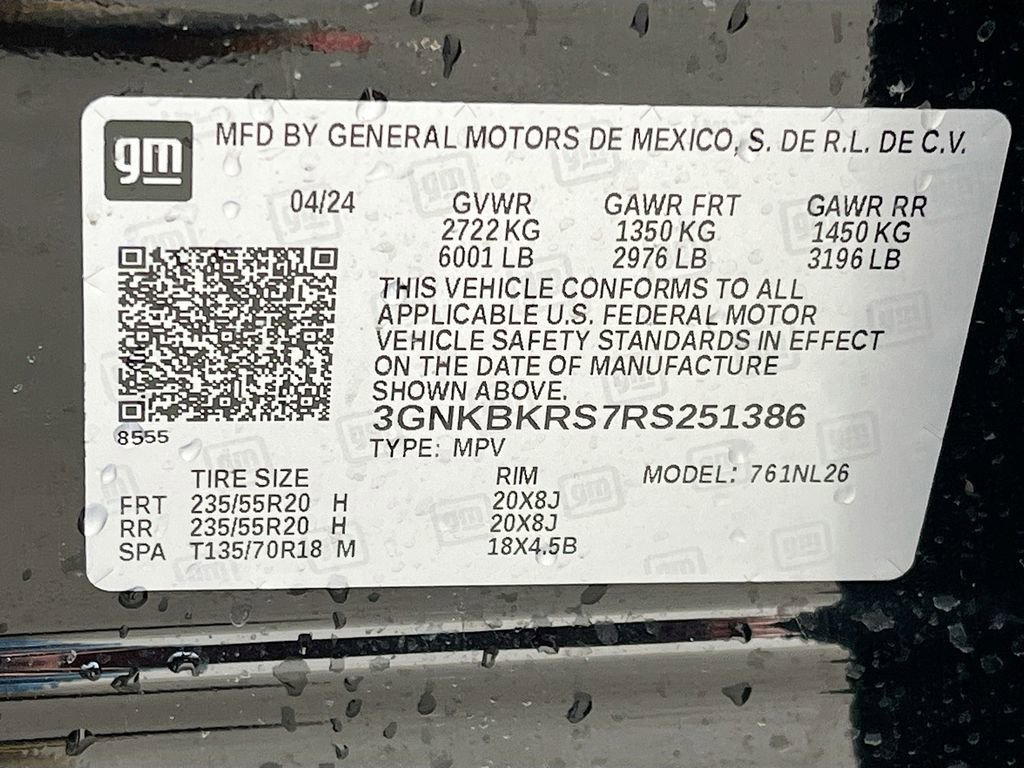 gm
MFD BY GENERAL MOTORS DE MEXICO, S. DE R.L. DE C.V.
04/24 GVWR GAWR FRT GAWR RR
2722 KG 1350 KG 1450 KG
6001 LB 2976 LB 3196 LB
THIS VEHICLE CONFORMS TO ALL
APPLICABLE U.S. FEDERAL MOTOR
VEHICLE SAFETY STANDARDS IN EFFECT
ON THE DATE OF MANUFACTURE
SHOWN ABOVE.
3GNKBKRS7RS251386
8555
TYPE: MPV
TIRE SIZE RIM MODEL: 761NL26
FRT 235/55R20 H 20X8J
RR 235/55R20 H 20X8J
SPA T135/70R18 M 18X4.5B